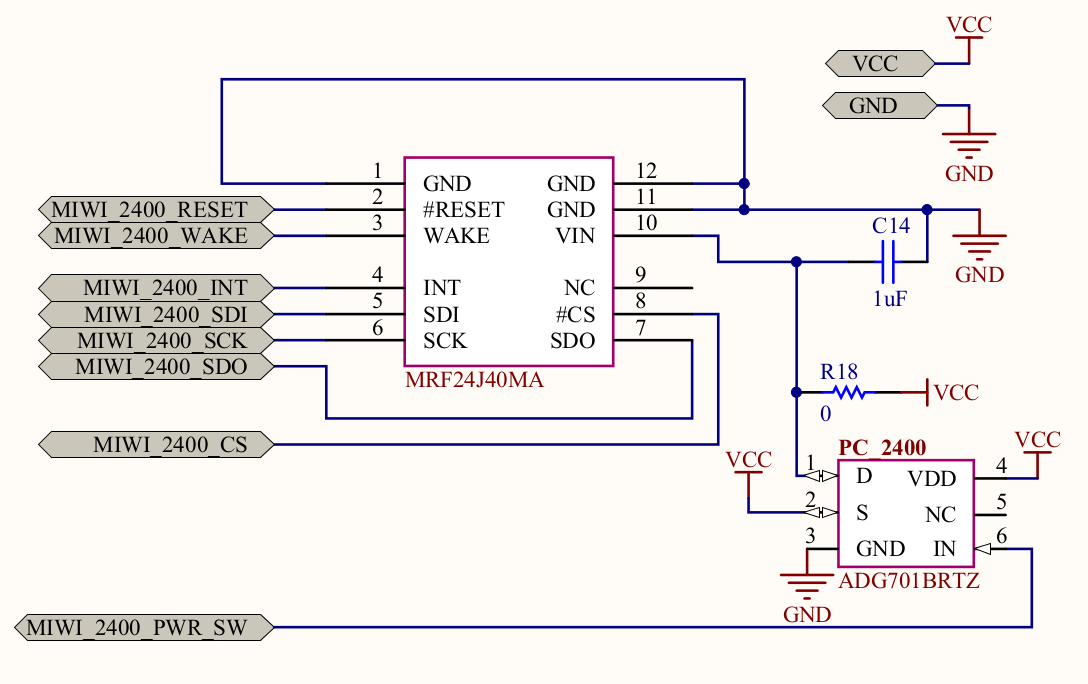 VCC
VCC
GND
GND
1 GND GND 12
MIWI_2400_RESET 2 #RESET GND 11
MIWI_2400_WAKE 3 WAKE VIN 10
C14
1uF
GND
MIWI_2400_INT 4 INT NC 9
MIWI_2400_SDI 5 SDI #CS 8
MIWI_2400_SCK 6 SCK SDO 7
MIWI_2400_SDO
MRF24J40MA
R18
0
VCC
MIWI_2400_CS
PC_2400
VCC
VCC
1 D VDD 4
2 S NC 5
3 GND IN 6
ADG701BRTZ
GND
MIWI_2400_PWR_SW